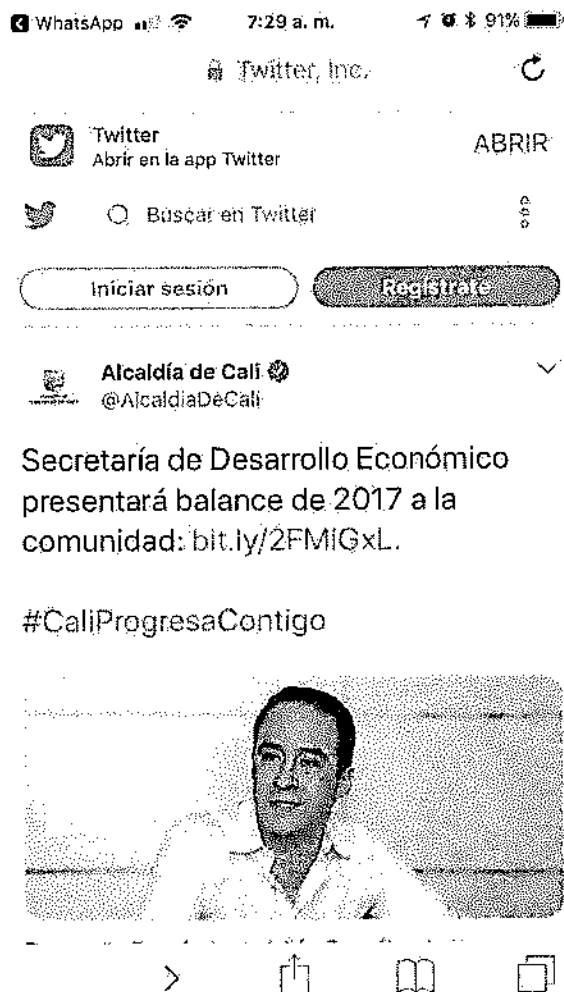 WhatsApp 7:29 a. m. 91%
Twitter, Inc.
Twitter
Abrir en la app Twitter
ABRIR
Buscar en Twitter
Iniciar sesión Regístrate
Alcaldía de Cali
@AlcaldiaDeCali
Secretaría de Desarrollo Económico
presentará balance de 2017 a la
comunidad: bit.ly/2FMiGxL.
#CaliProgresaContigo